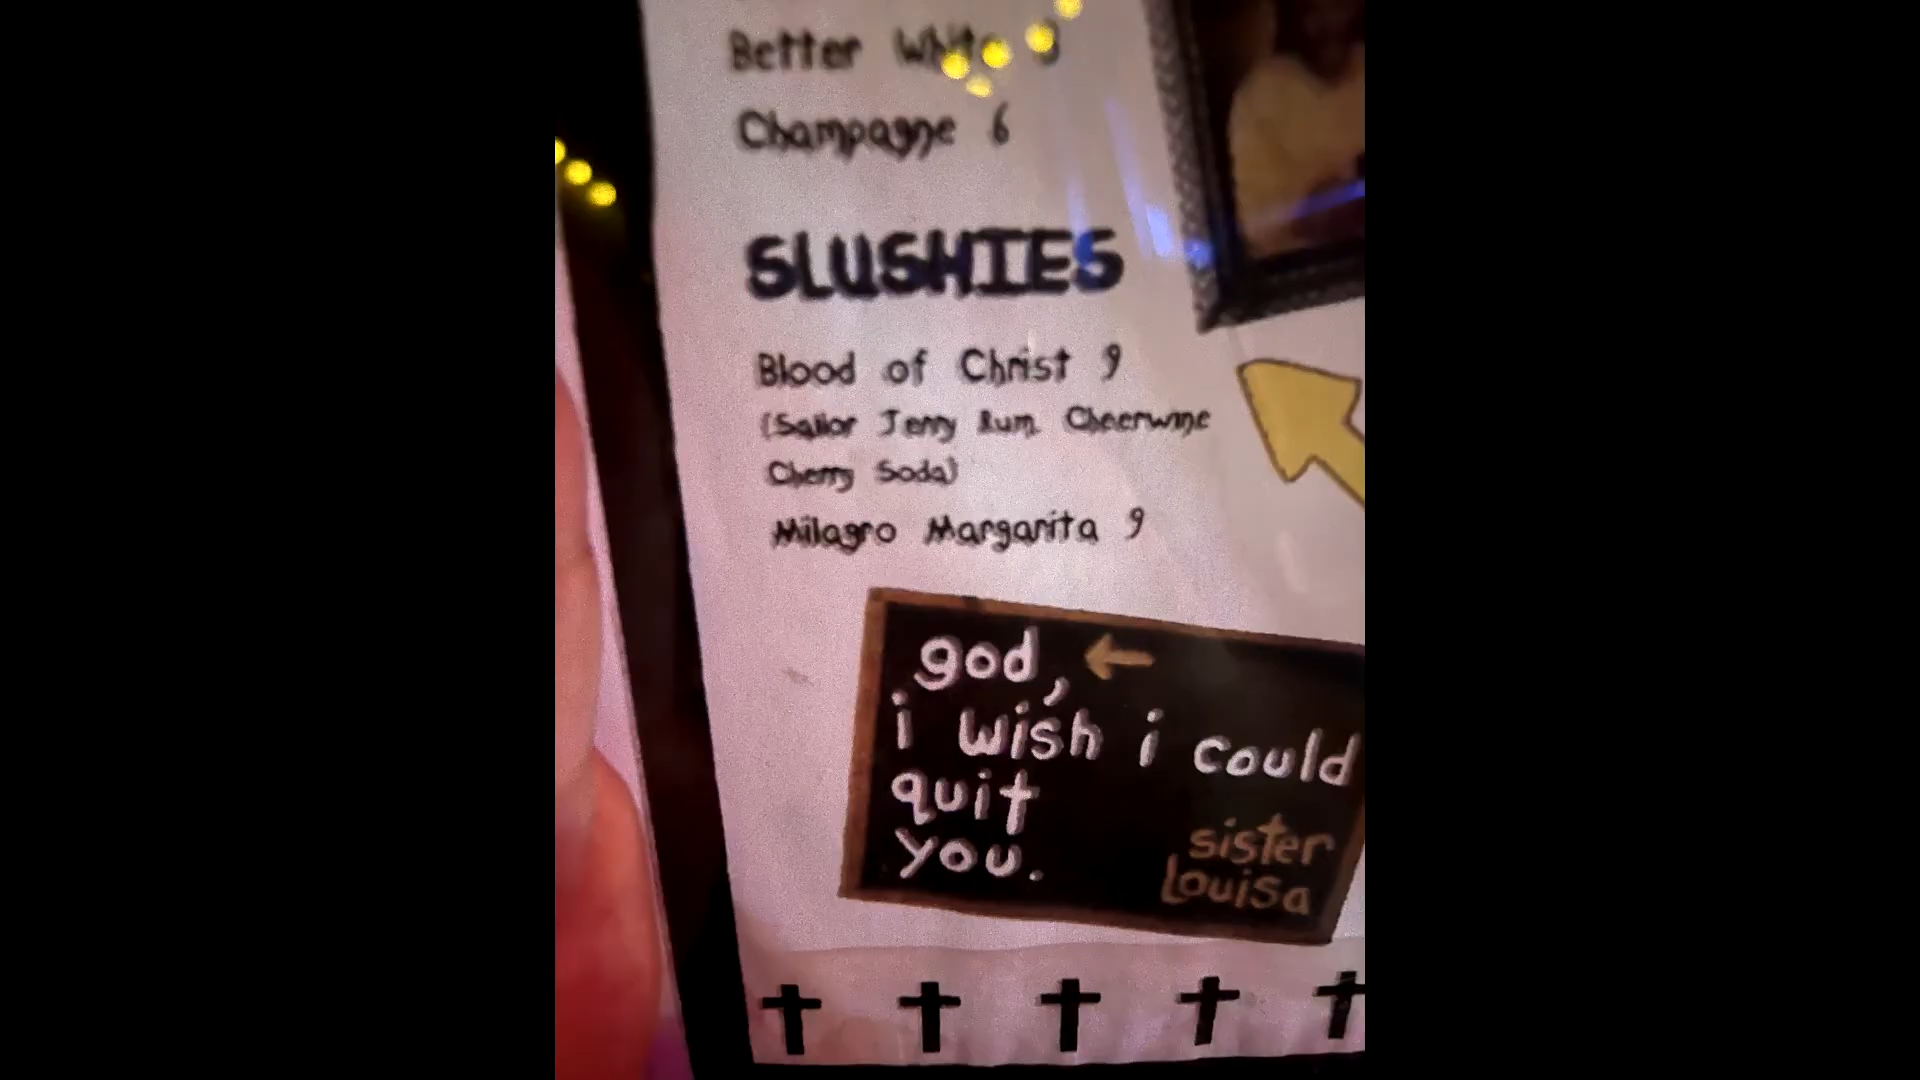 Better White
Champagne 6
SLUSHIES
Blood of Christ 9
(Sailor Jerry Rum, Cheerwine
Cherry Soda)
Milagro Margarita 9
god,
i wish i could
quit
you.
sister
Louisa